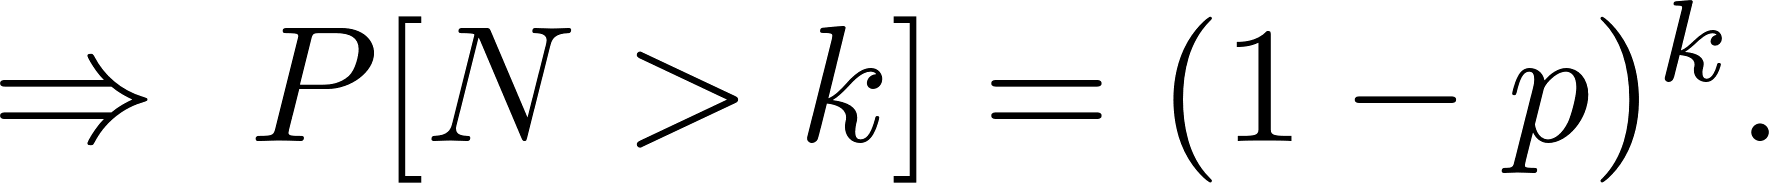 ⇒ P[N > k] = (1 − p)^k.